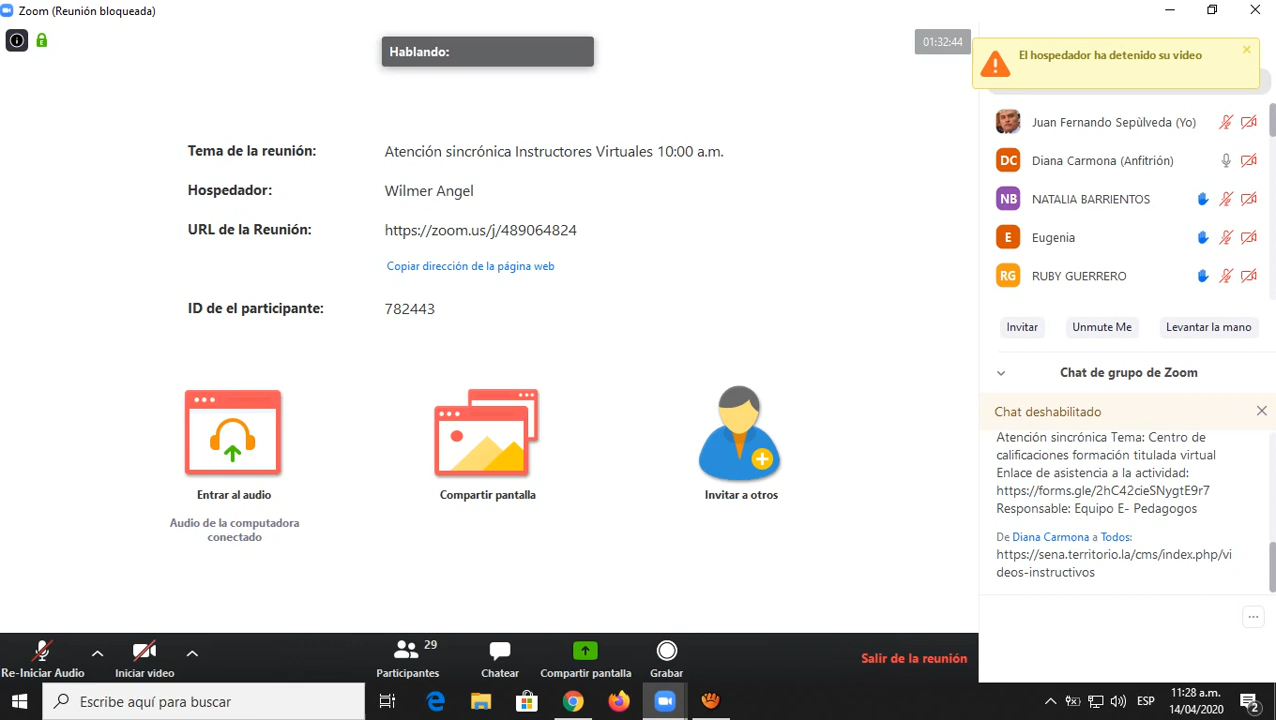 Zoom (Reunión bloqueada)
Hablando:
01:32:44
El hospedador ha detenido su video
Tema de la reunión: Atención sincrónica Instructores Virtuales 10:00 a.m.
Hospedador: Wilmer Angel
URL de la Reunión: https://zoom.us/j/489064824
Copiar dirección de la página web
ID de el participante: 782443
Entrar al audio
Audio de la computadora
conectado
Compartir pantalla
Invitar a otros
Juan Fernando Sepùlveda (Yo)
DC Diana Carmona (Anfitrión)
NB NATALIA BARRIENTOS
E Eugenia
RG RUBY GUERRERO
Invitar Unmute Me Levantar la mano
Chat de grupo de Zoom
Chat deshabilitado
Atención sincrónica Tema: Centro de
calificaciones formación titulada virtual
Enlace de asistencia a la actividad:
https://forms.gle/2hC42cieSNygtE9r7
Responsable: Equipo E- Pedagogos
De Diana Carmona a Todos:
https://sena.territorio.la/cms/index.php/vi
deos-instructivos
Re-Iniciar Audio
Iniciar video
29
Participantes
Chatear
Compartir pantalla
Grabar
Salir de la reunión
Escribe aquí para buscar
ESP
11:28 a.m.
14/04/2020
2